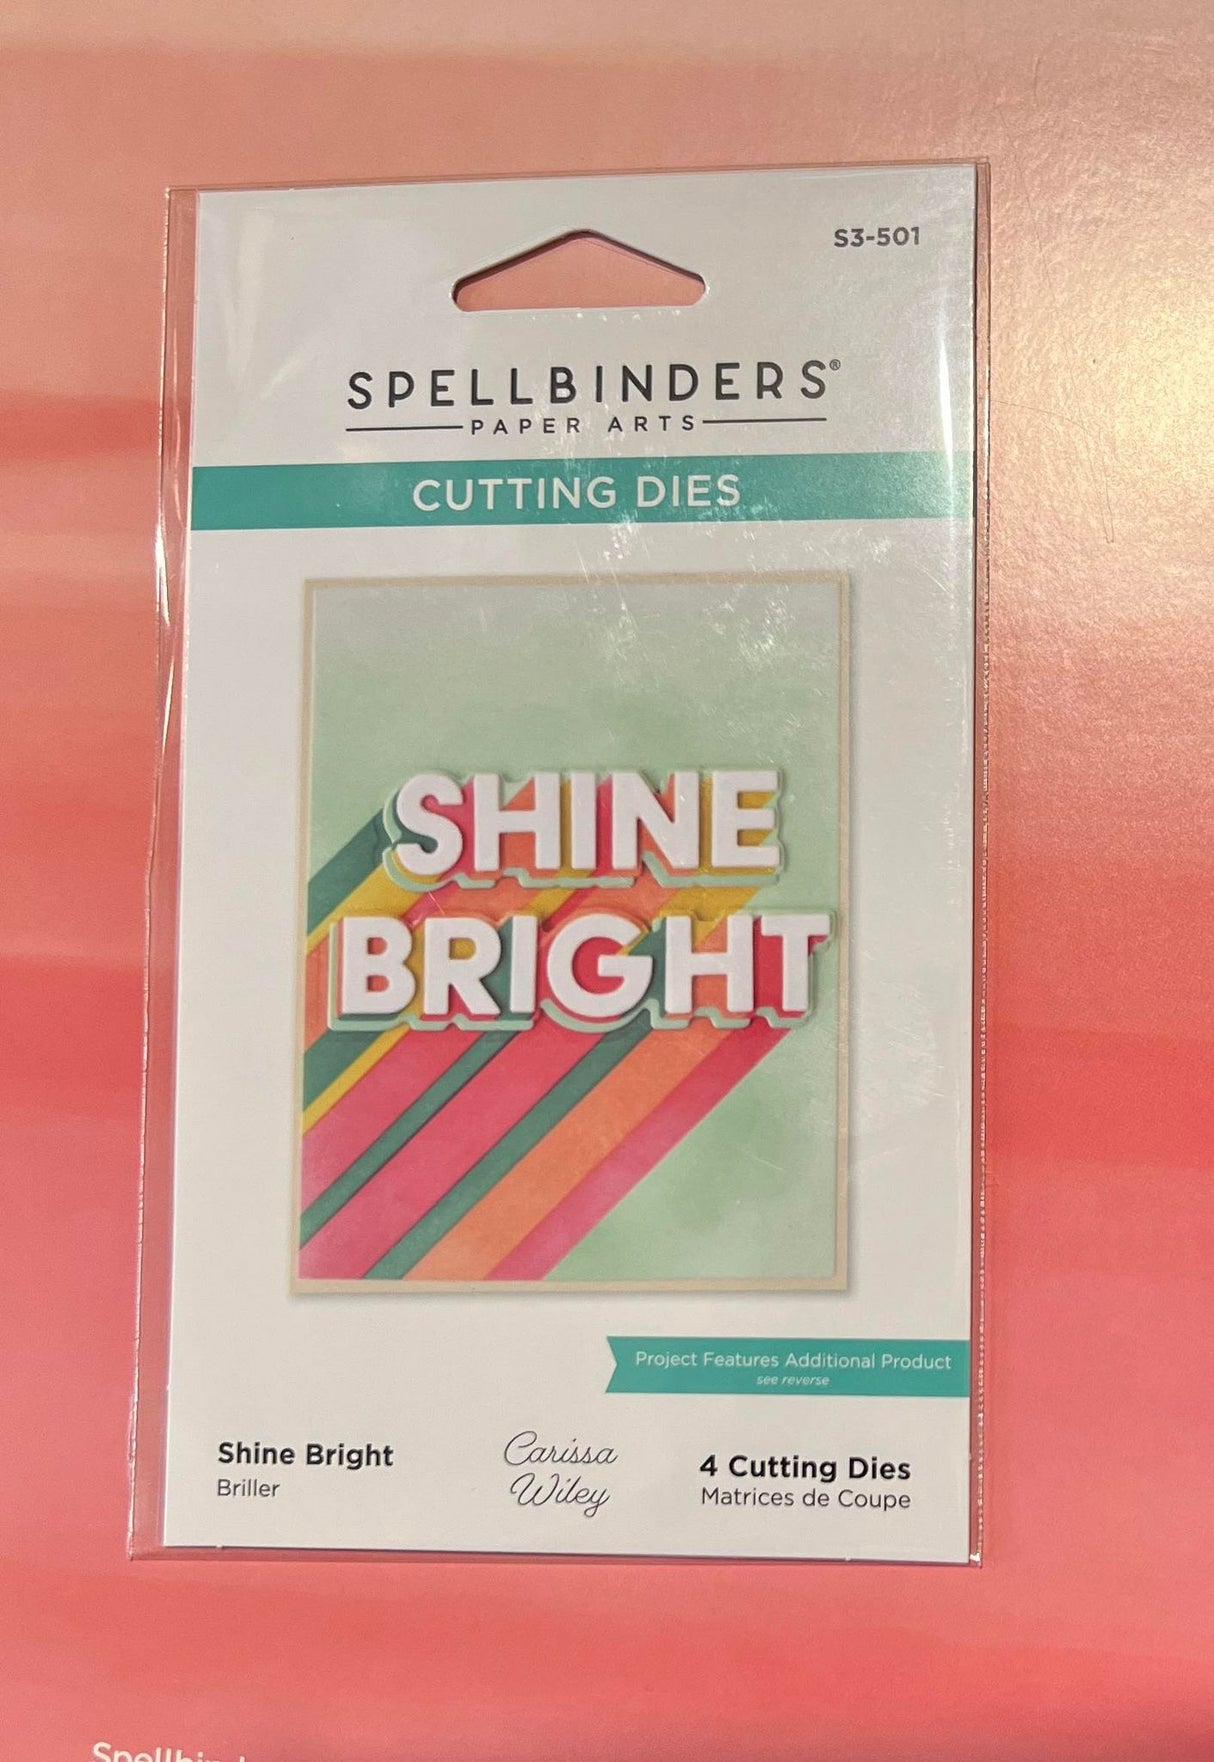 S3-501
SPELLBINDERS®
PAPER ARTS
CUTTING DIES
SHINE
BRIGHT
Project Features Additional Product
see reverse
Shine Bright
Briller
Carissa
Wiley
4 Cutting Dies
Matrices de Coupe